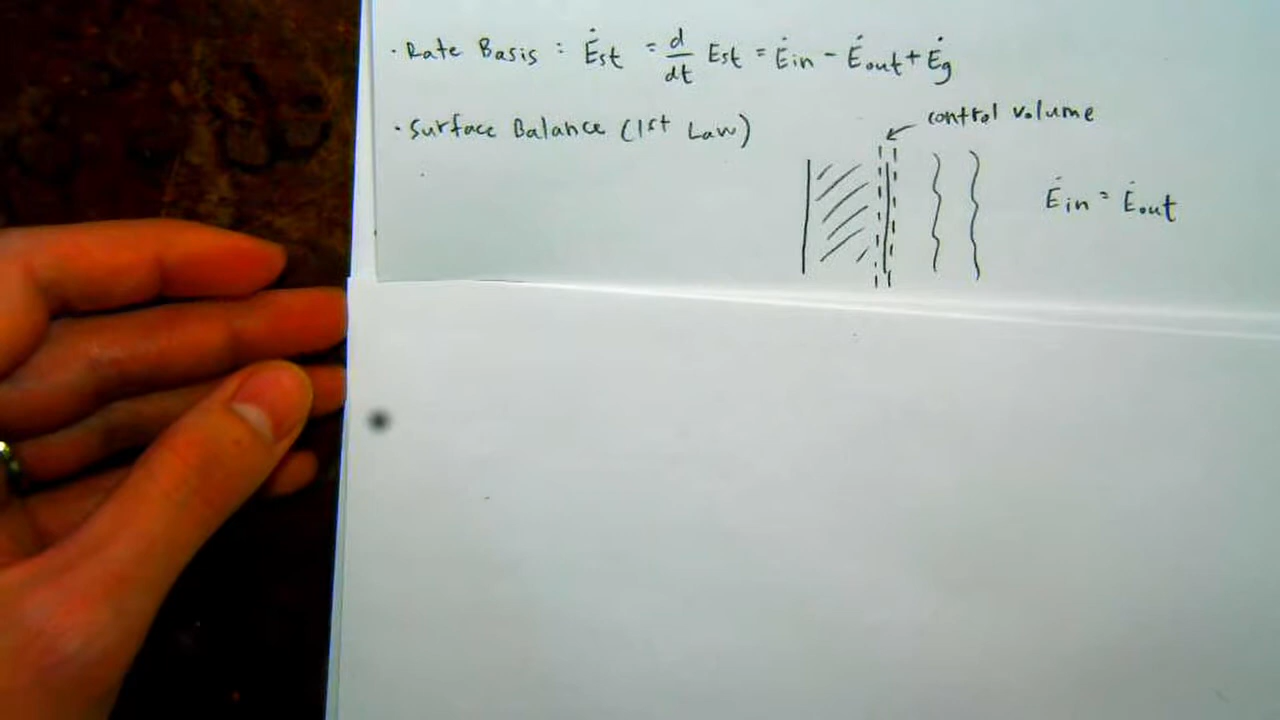 · Rate Basis : Ėst = d/dt Est = Ėin - Ėout + Ėg
· Surface Balance (1st Law)
control volume
Ėin = Ėout